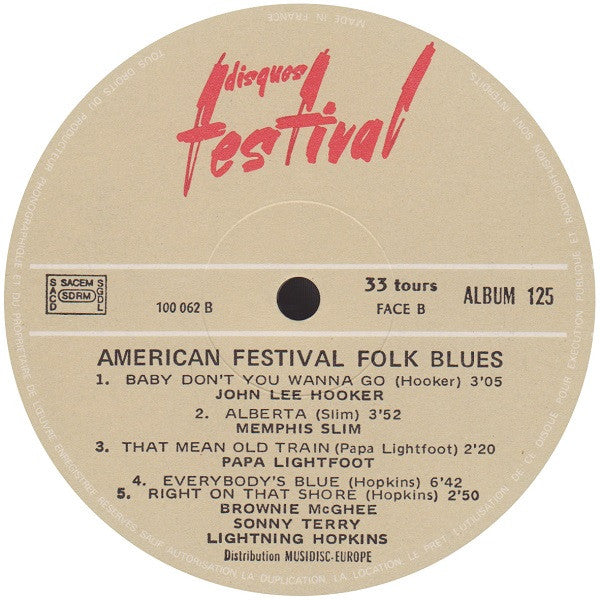 MADE IN FRANCE
TOUS DROITS DU PRODUCTEUR PHONOGRAPHIQUE ET DU PROPRIETAIRE DE L'ŒUVRE ENREGISTREE RESERVES. SAUF AUTORISATION LA DUPLICATION, LA LOCATION, LE PRET, L'UTILISATION DE CE DISQUE POUR EXECUTION PUBLIQUE ET RADIODIFFUSION SONT INTERDITS
disques
festival
SACD
SACEM
SDRM
SGDL
100 062 B
33 tours
FACE B
ALBUM 125
AMERICAN FESTIVAL FOLK BLUES
1. BABY DON'T YOU WANNA GO (Hooker) 3'05
JOHN LEE HOOKER
2. ALBERTA (Slim) 3'52
MEMPHIS SLIM
3. THAT MEAN OLD TRAIN (Papa Lightfoot) 2'20
PAPA LIGHTFOOT
4. EVERYBODY'S BLUE (Hopkins) 6'42
5. RIGHT ON THAT SHORE (Hopkins) 2'50
BROWNIE McGHEE
SONNY TERRY
LIGHTNING HOPKINS
Distribution MUSIDISC-EUROPE